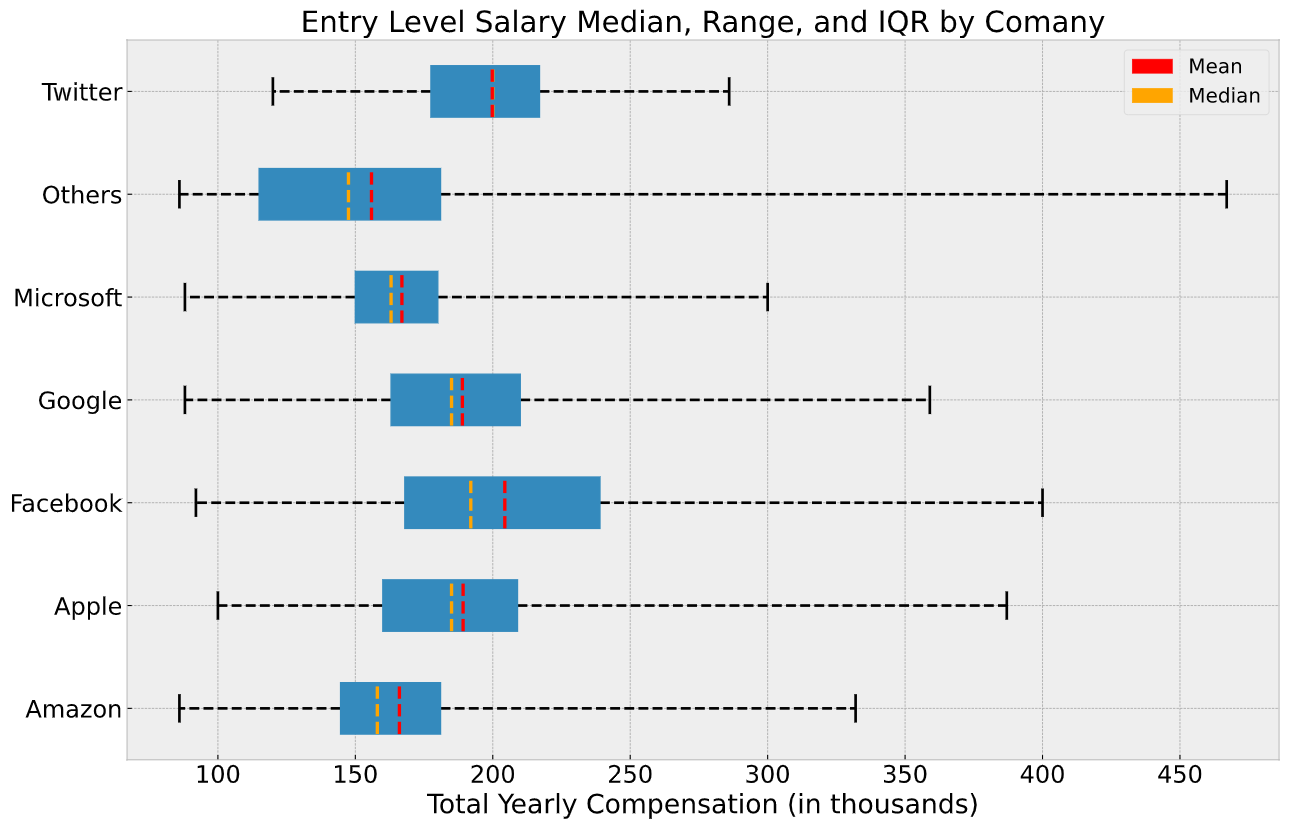 Entry Level Salary Median, Range, and IQR by Comany
Mean
Median
Twitter
Others
Microsoft
Google
Facebook
Apple
Amazon
100 150 200 250 300 350 400 450
Total Yearly Compensation (in thousands)